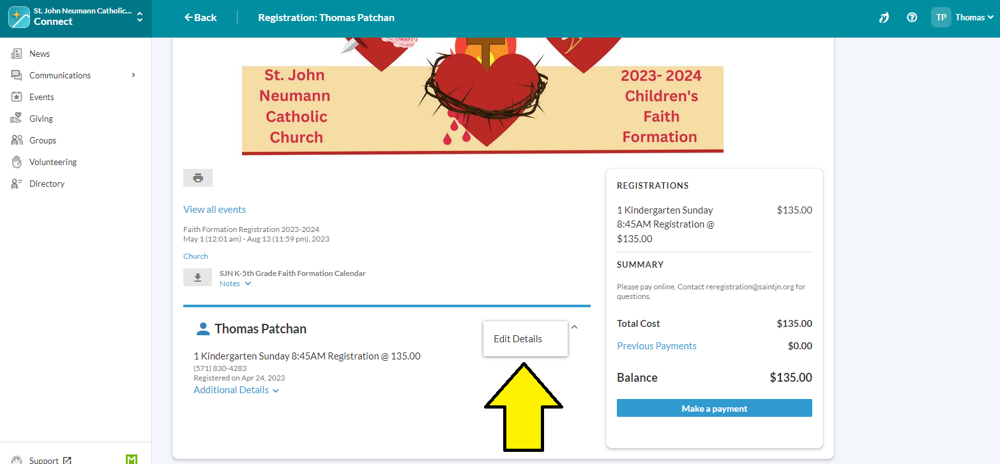 St. John Neumann Catholic...
Connect
Back
Registration: Thomas Patchan
TP
Thomas
News
Communications
Events
Giving
Groups
Volunteering
Directory
Support
M
St. John
Neumann
Catholic
Church
2023- 2024
Children's
Faith
Formation
View all events
Faith Formation Registration 2023-2024
May 1 (12:01 am) - Aug 13 (11:59 pm), 2023
Church
SJN K-5th Grade Faith Formation Calendar
Notes
Thomas Patchan
Edit Details
1 Kindergarten Sunday 8:45AM Registration @ 135.00
(571) 830-4283
Registered on Apr 24, 2023
Additional Details
REGISTRATIONS
1 Kindergarten Sunday $135.00
8:45AM Registration @
$135.00
SUMMARY
Please pay online. Contact reregistration@saintjn.org for
questions.
Total Cost $135.00
Previous Payments $0.00
Balance $135.00
Make a payment